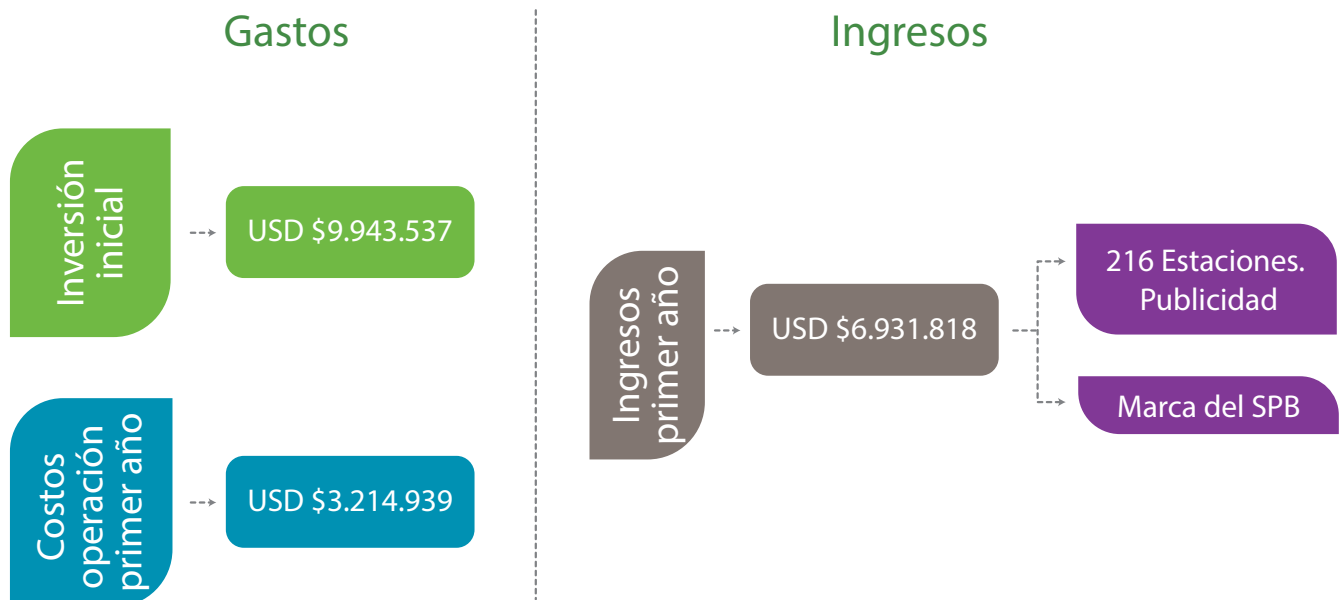 Gastos
Inversión
inicial
USD $9.943.537
Costos
operación
primer año
USD $3.214.939
Ingresos
Ingresos
primer año
USD $6.931.818
216 Estaciones.
Publicidad
Marca del SPB